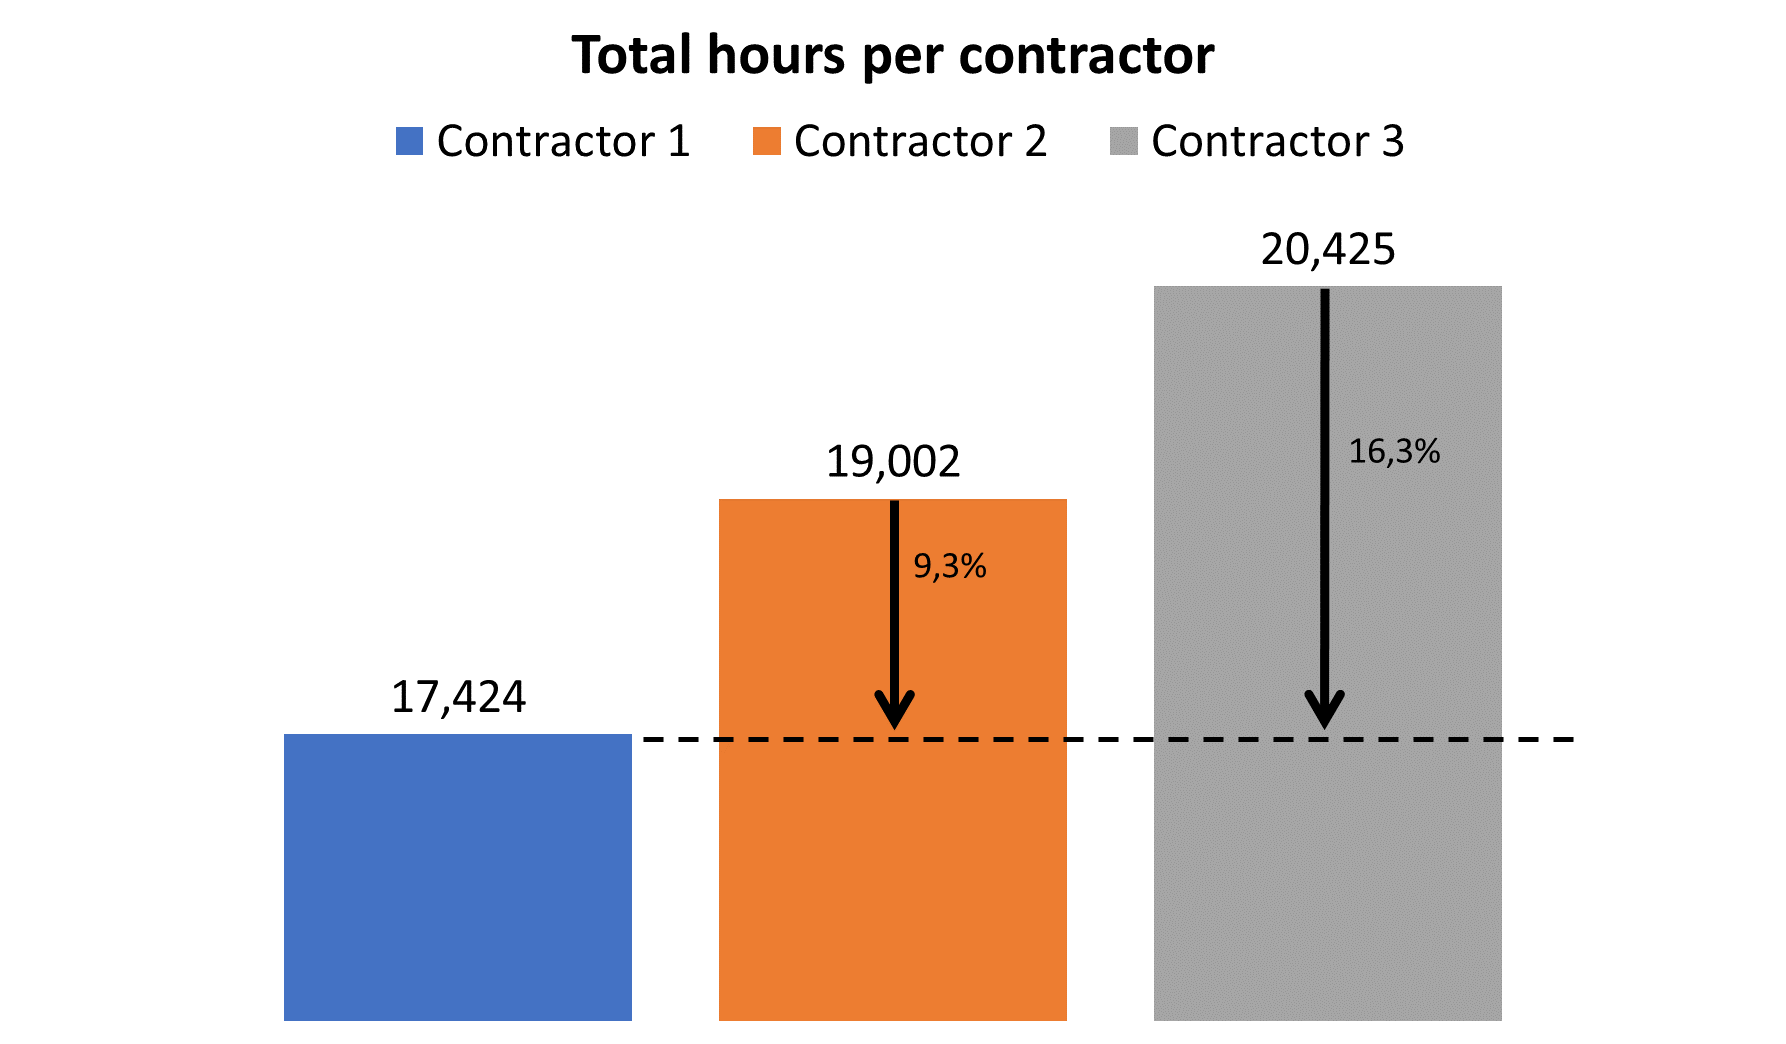 Total hours per contractor
Contractor 1 Contractor 2 Contractor 3
20,425
16,3%
19,002
9,3%
17,424